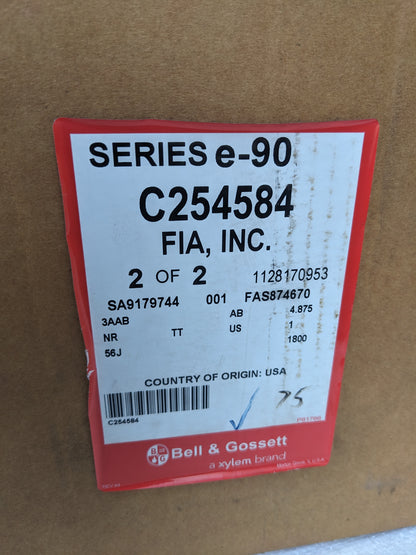 SERIES e-90
C254584
FIA, INC.
2 OF 2 1128170953
SA9179744 001 FAS874670
3AAB AB 4.875
NR TT US 1
56J 1800
COUNTRY OF ORIGIN: USA
C254584
75
P81766
B G Bell & Gossett
a xylem brand